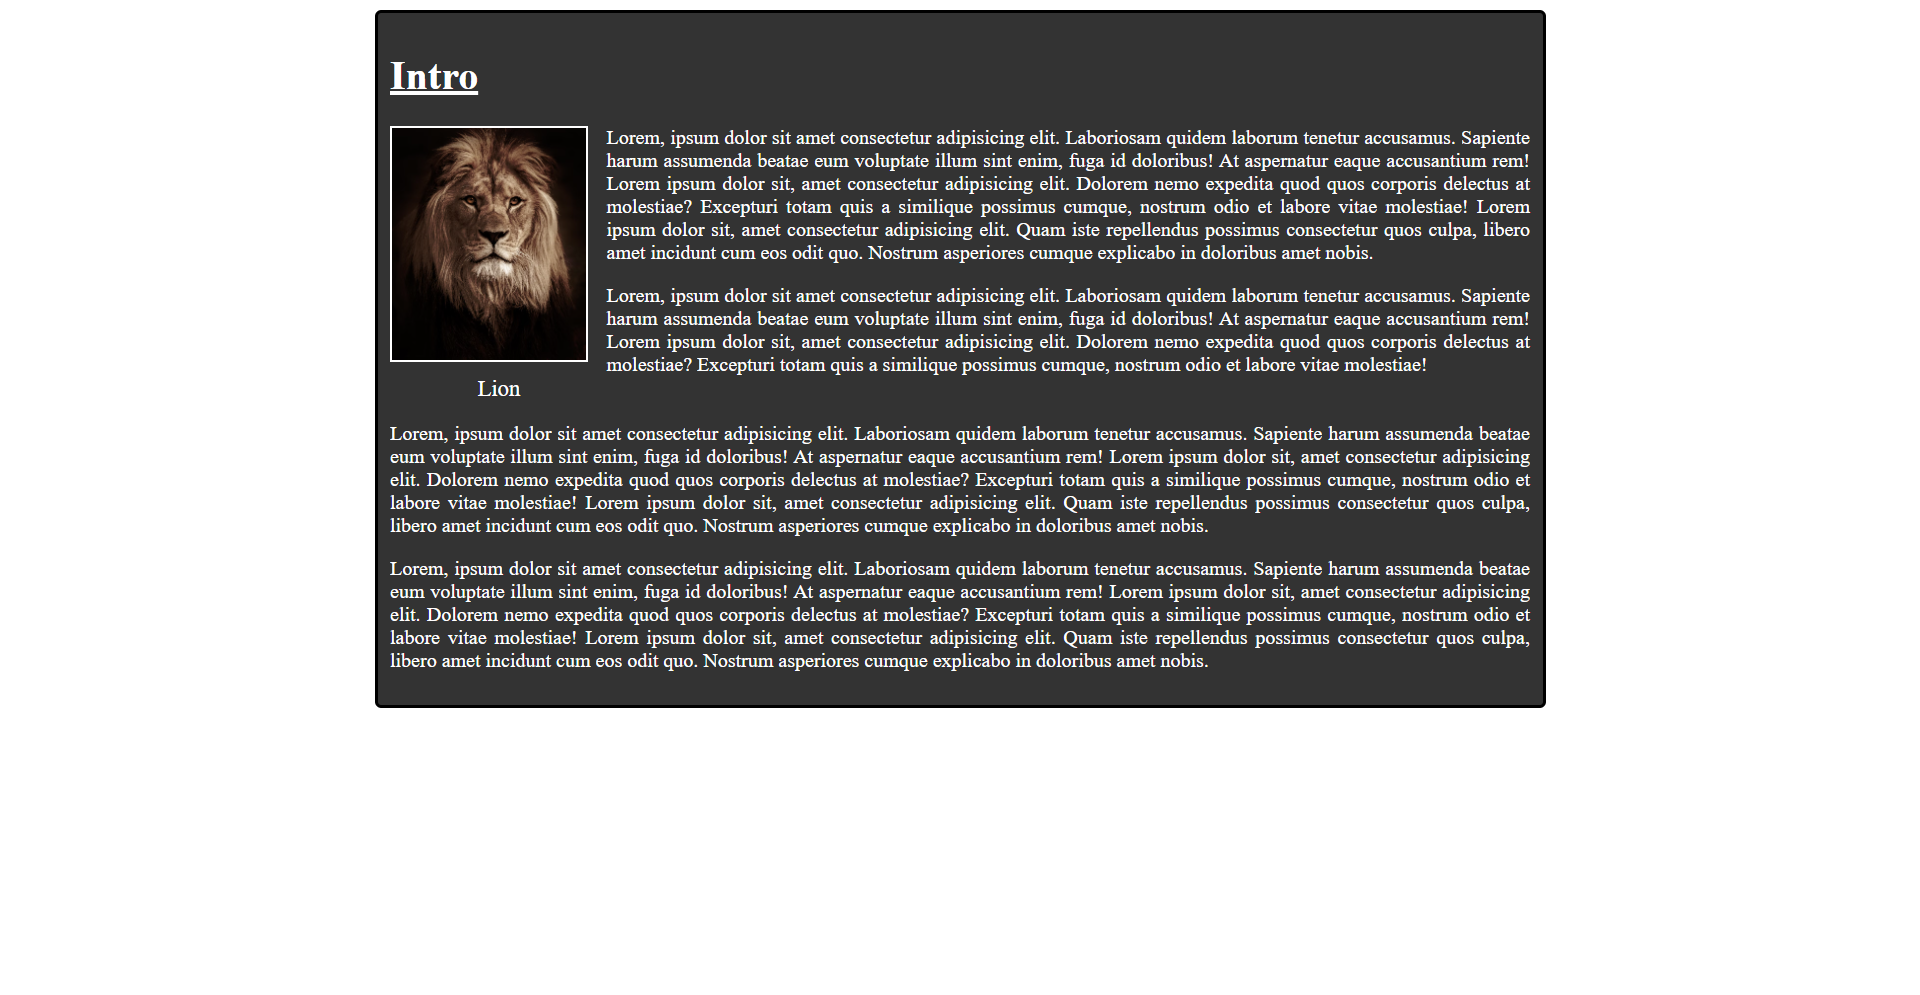 Intro
Lorem, ipsum dolor sit amet consectetur adipisicing elit. Laboriosam quidem laborum tenetur accusamus. Sapiente
harum assumenda beatae eum voluptate illum sint enim, fuga id doloribus! At aspernatur eaque accusantium rem!
Lorem ipsum dolor sit, amet consectetur adipisicing elit. Dolorem nemo expedita quod quos corporis delectus at
molestiae? Excepturi totam quis a similique possimus cumque, nostrum odio et labore vitae molestiae! Lorem
ipsum dolor sit, amet consectetur adipisicing elit. Quam iste repellendus possimus consectetur quos culpa, libero
amet incidunt cum eos odit quo. Nostrum asperiores cumque explicabo in doloribus amet nobis.
Lorem, ipsum dolor sit amet consectetur adipisicing elit. Laboriosam quidem laborum tenetur accusamus. Sapiente
harum assumenda beatae eum voluptate illum sint enim, fuga id doloribus! At aspernatur eaque accusantium rem!
Lorem ipsum dolor sit, amet consectetur adipisicing elit. Dolorem nemo expedita quod quos corporis delectus at
molestiae? Excepturi totam quis a similique possimus cumque, nostrum odio et labore vitae molestiae!
Lion
Lorem, ipsum dolor sit amet consectetur adipisicing elit. Laboriosam quidem laborum tenetur accusamus. Sapiente harum assumenda beatae
eum voluptate illum sint enim, fuga id doloribus! At aspernatur eaque accusantium rem! Lorem ipsum dolor sit, amet consectetur adipisicing
elit. Dolorem nemo expedita quod quos corporis delectus at molestiae? Excepturi totam quis a similique possimus cumque, nostrum odio et
labore vitae molestiae! Lorem ipsum dolor sit, amet consectetur adipisicing elit. Quam iste repellendus possimus consectetur quos culpa,
libero amet incidunt cum eos odit quo. Nostrum asperiores cumque explicabo in doloribus amet nobis.
Lorem, ipsum dolor sit amet consectetur adipisicing elit. Laboriosam quidem laborum tenetur accusamus. Sapiente harum assumenda beatae
eum voluptate illum sint enim, fuga id doloribus! At aspernatur eaque accusantium rem! Lorem ipsum dolor sit, amet consectetur adipisicing
elit. Dolorem nemo expedita quod quos corporis delectus at molestiae? Excepturi totam quis a similique possimus cumque, nostrum odio et
labore vitae molestiae! Lorem ipsum dolor sit, amet consectetur adipisicing elit. Quam iste repellendus possimus consectetur quos culpa,
libero amet incidunt cum eos odit quo. Nostrum asperiores cumque explicabo in doloribus amet nobis.